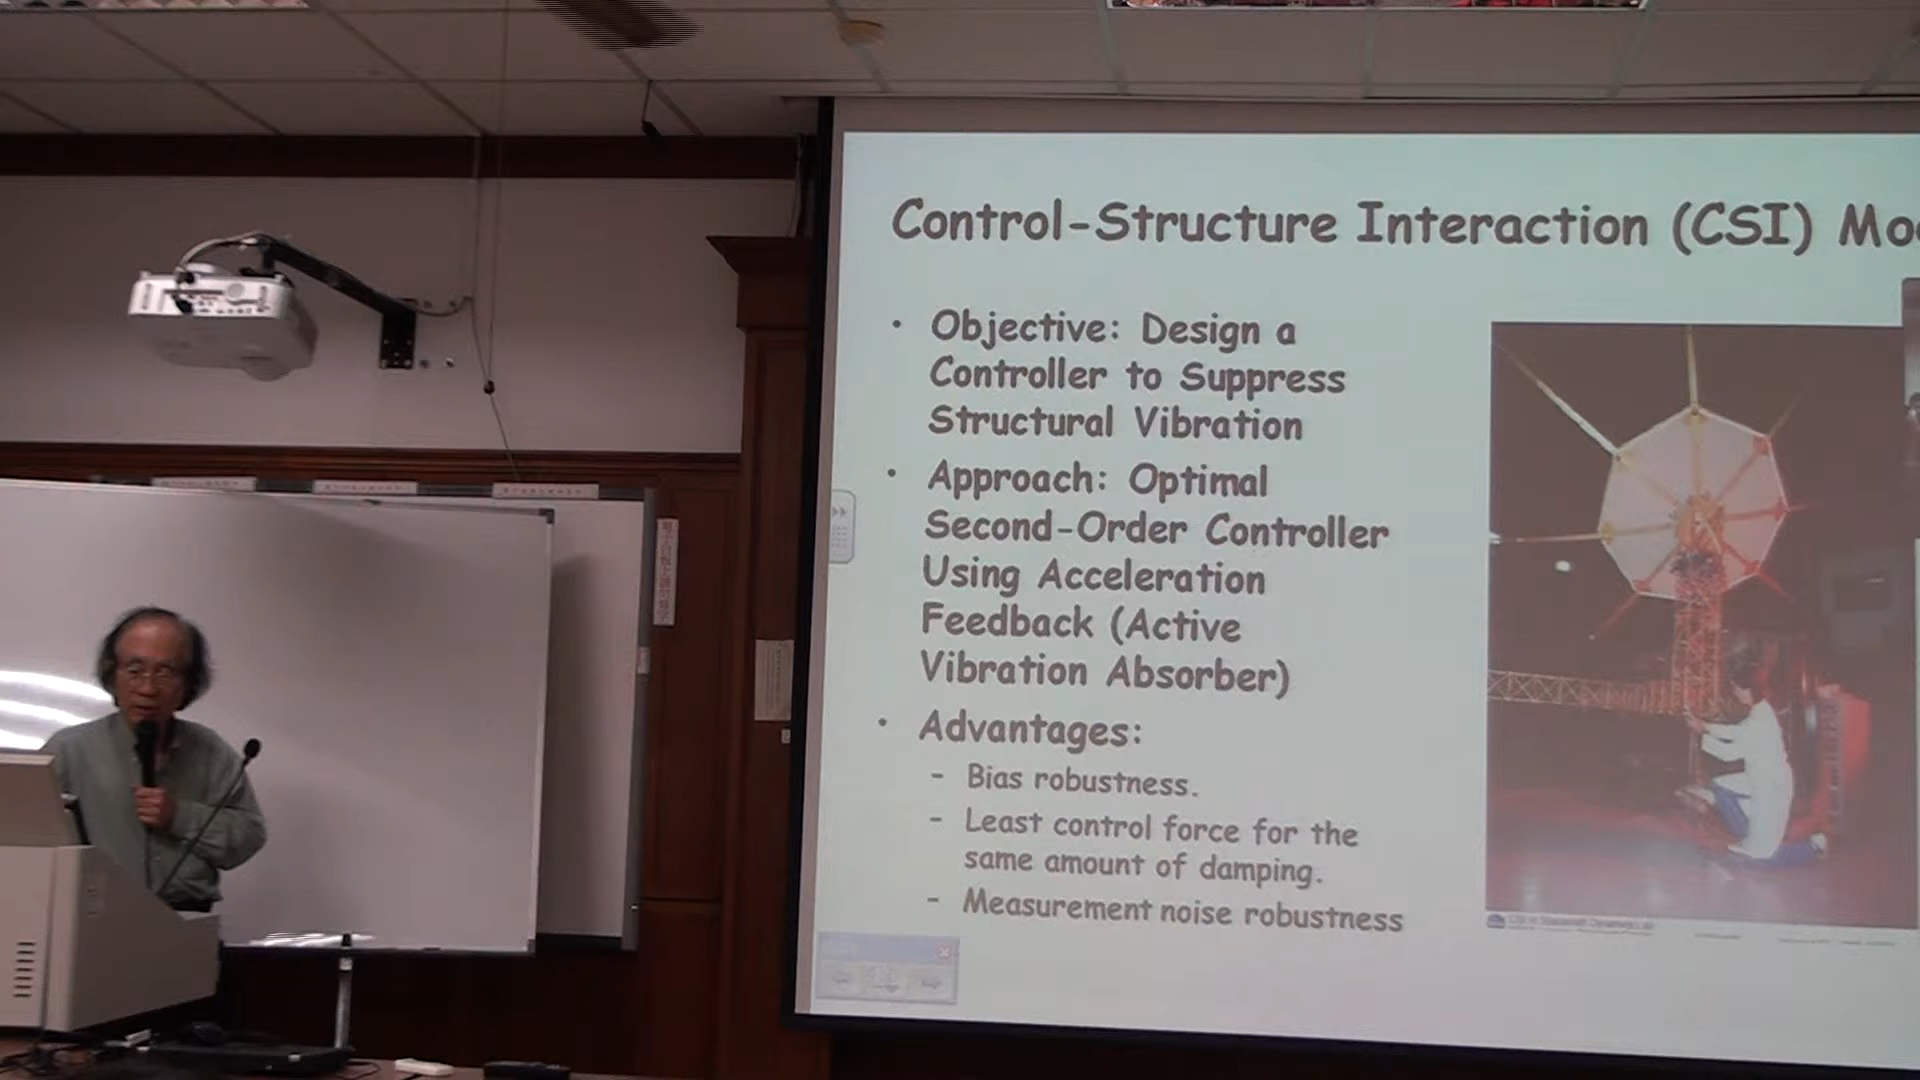 Control-Structure Interaction (CSI) Mo
• Objective: Design a
Controller to Suppress
Structural Vibration
• Approach: Optimal
Second-Order Controller
Using Acceleration
Feedback (Active
Vibration Absorber)
• Advantages:
- Bias robustness.
- Least control force for the
same amount of damping.
- Measurement noise robustness